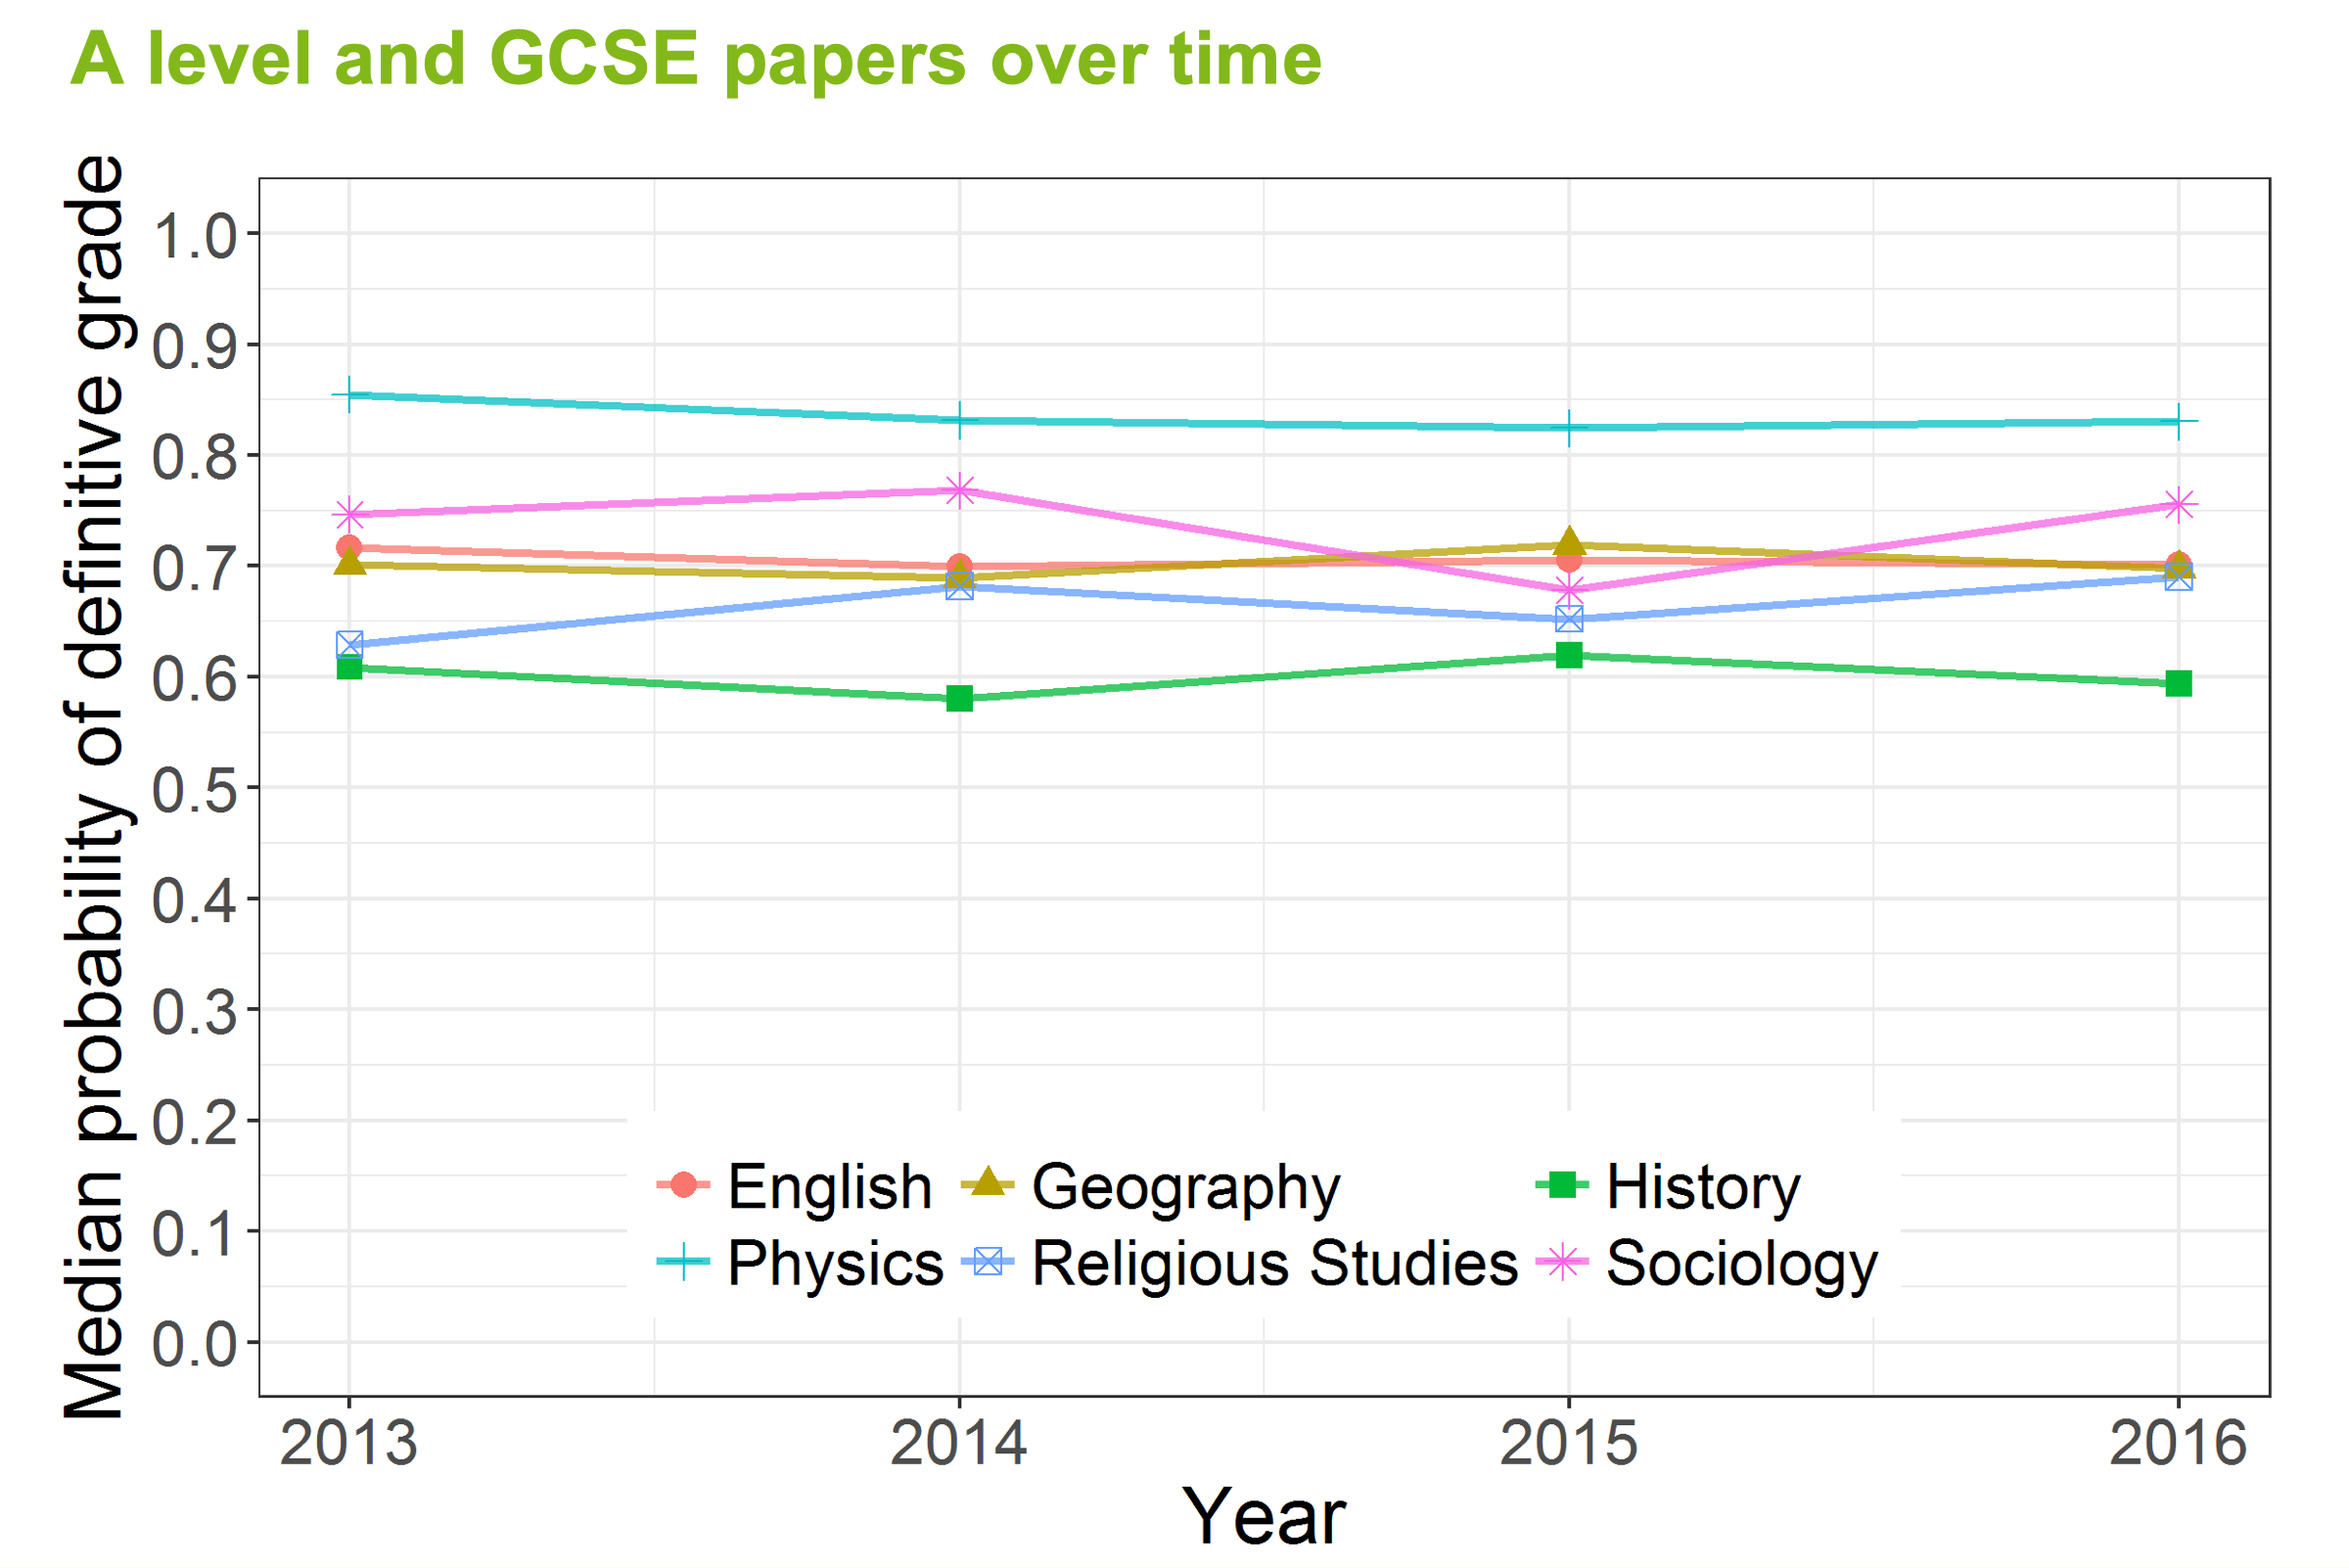 A level and GCSE papers over time
Median probability of definitive grade
1.0
0.9
0.8
0.7
0.6
0.5
0.4
0.3
0.2
0.1
0.0
English Geography History
Physics Religious Studies Sociology
2013 2014 2015 2016
Year